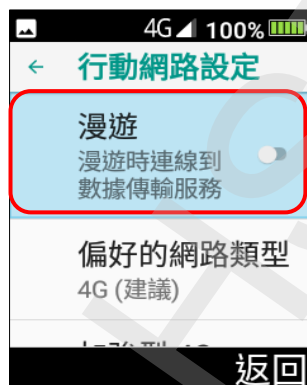 4G 100%
行動網路設定
漫遊
漫遊時連線到
數據傳輸服務
偏好的網路類型
4G (建議)
返回